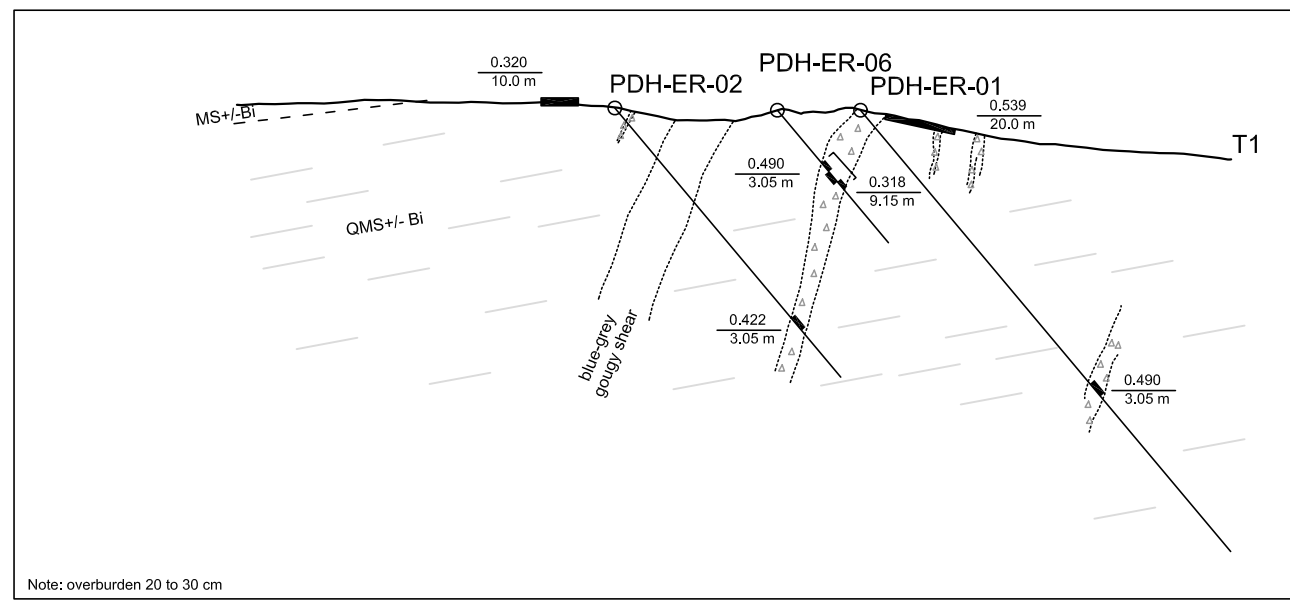 PDH-ER-06
0.320
10.0 m
PDH-ER-02
PDH-ER-01
MS+/-Bi
0.539
20.0 m
T1
0.490
3.05 m
0.318
9.15 m
QMS+/- Bi
0.422
3.05 m
blue-grey
gougy shear
0.490
3.05 m
Note: overburden 20 to 30 cm